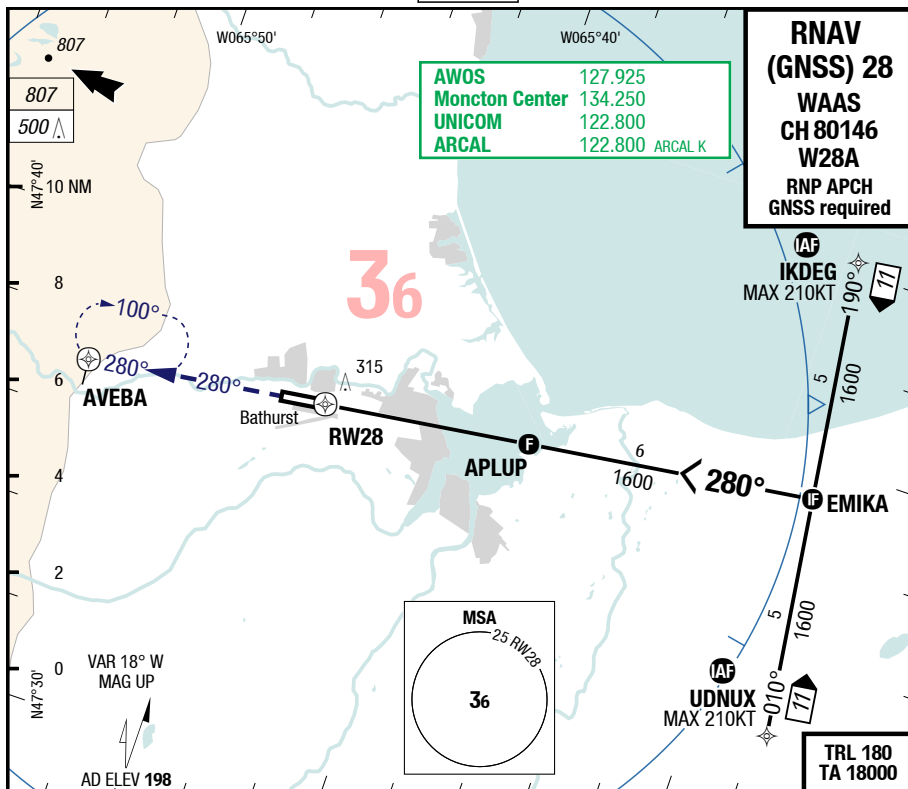 807
807
500
W065°50'
W065°40'
AWOS 127.925
Moncton Center 134.250
UNICOM 122.800
ARCAL 122.800 ARCAL K
RNAV
(GNSS) 28
WAAS
CH 80146
W28A
RNP APCH
GNSS required
N47°40'
10 NM
8
6
4
2
0
N47°30'
36
IAF
IKDEG
MAX 210KT
190°
11
5
1600
100°
280°
280°
AVEBA
315
Bathurst
RW28
F
APLUP
6
1600
280°
IF
EMIKA
5
1600
MSA
25 RW28
36
IAF
UDNUX
MAX 210KT
010°
11
VAR 18° W
MAG UP
AD ELEV 198
TRL 180
TA 18000